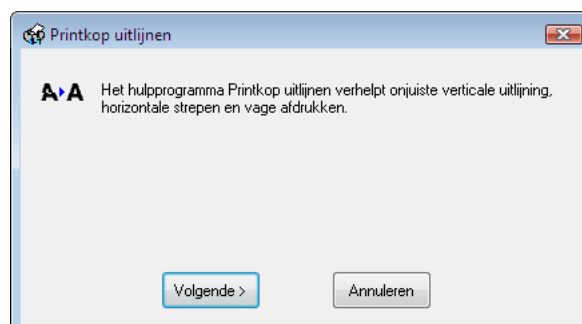 Printkop uitlijnen
A A Het hulpprogramma Printkop uitlijnen verhelpt onjuiste verticale uitlijning,
horizontale strepen en vage afdrukken.
Volgende > Annuleren